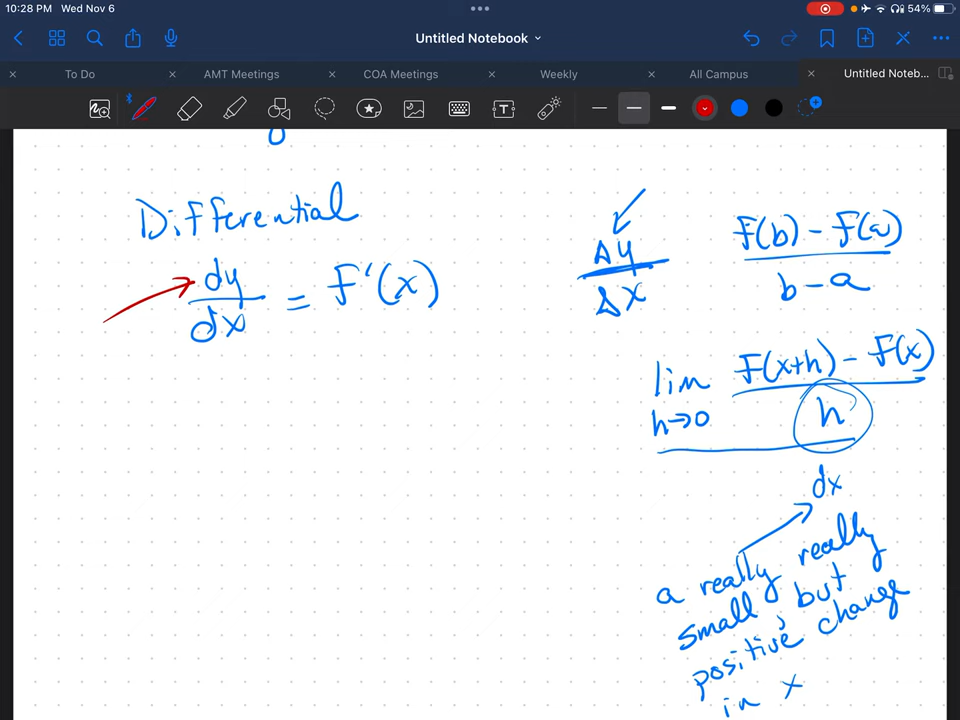 10:28 PM Wed Nov 6
54%
Untitled Notebook
To Do
AMT Meetings
COA Meetings
Weekly
All Campus
Untitled Noteb...
Differential
dy/dx = F'(x)
Δy/Δx
F(b) - F(a)
b - a
lim h→0 F(x+h) - F(x)
h
dx
a really really
small, but
positive change
in x